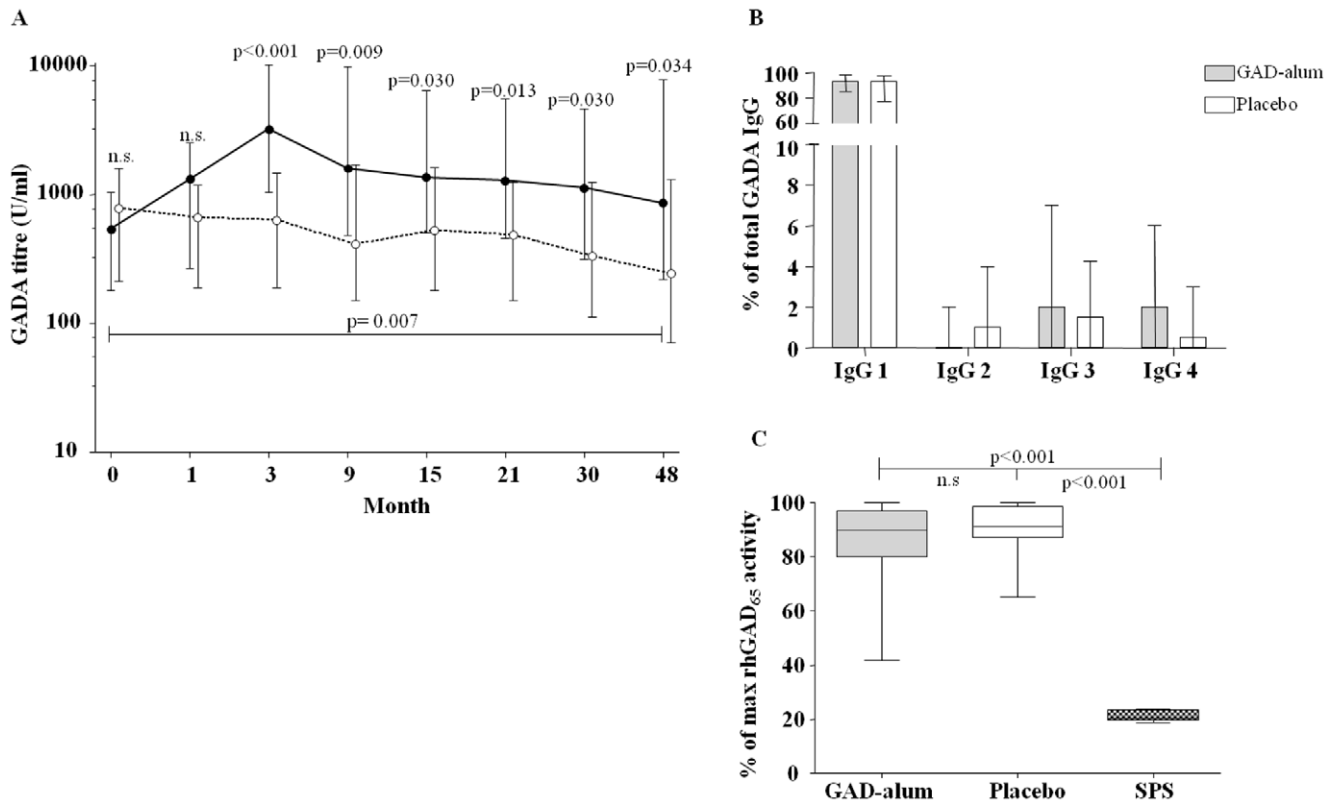 A
p<0.001
p=0.009
p=0.030
p=0.013
p=0.030
p=0.034
n.s.
n.s.
10000
1000
100
10
GADA titre (U/ml)
p= 0.007
0 1 3 9 15 21 30 48
Month
B
GAD-alum
Placebo
100
80
60
10
8
6
4
2
0
% of total GADA IgG
IgG 1 IgG 2 IgG 3 IgG 4
C
p<0.001
n.s
p<0.001
100
80
60
40
20
0
% of max rhGAD65 activity
GAD-alum Placebo SPS